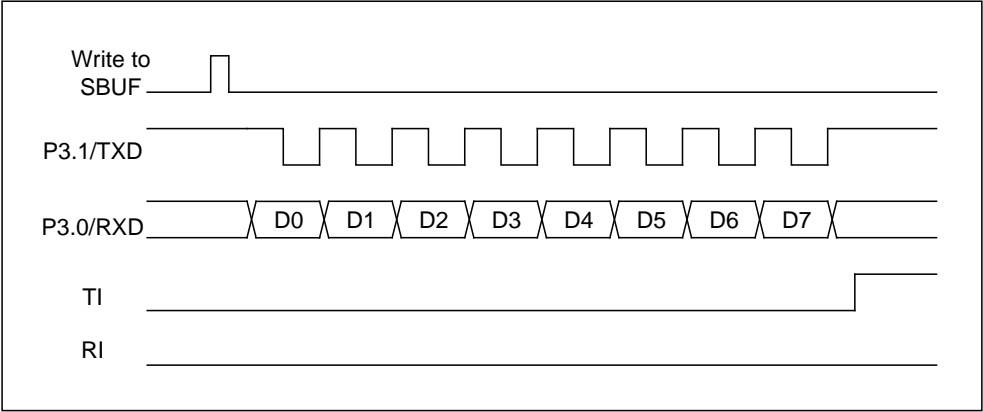 Write to
SBUF
P3.1/TXD
P3.0/RXD D0 D1 D2 D3 D4 D5 D6 D7
TI
RI